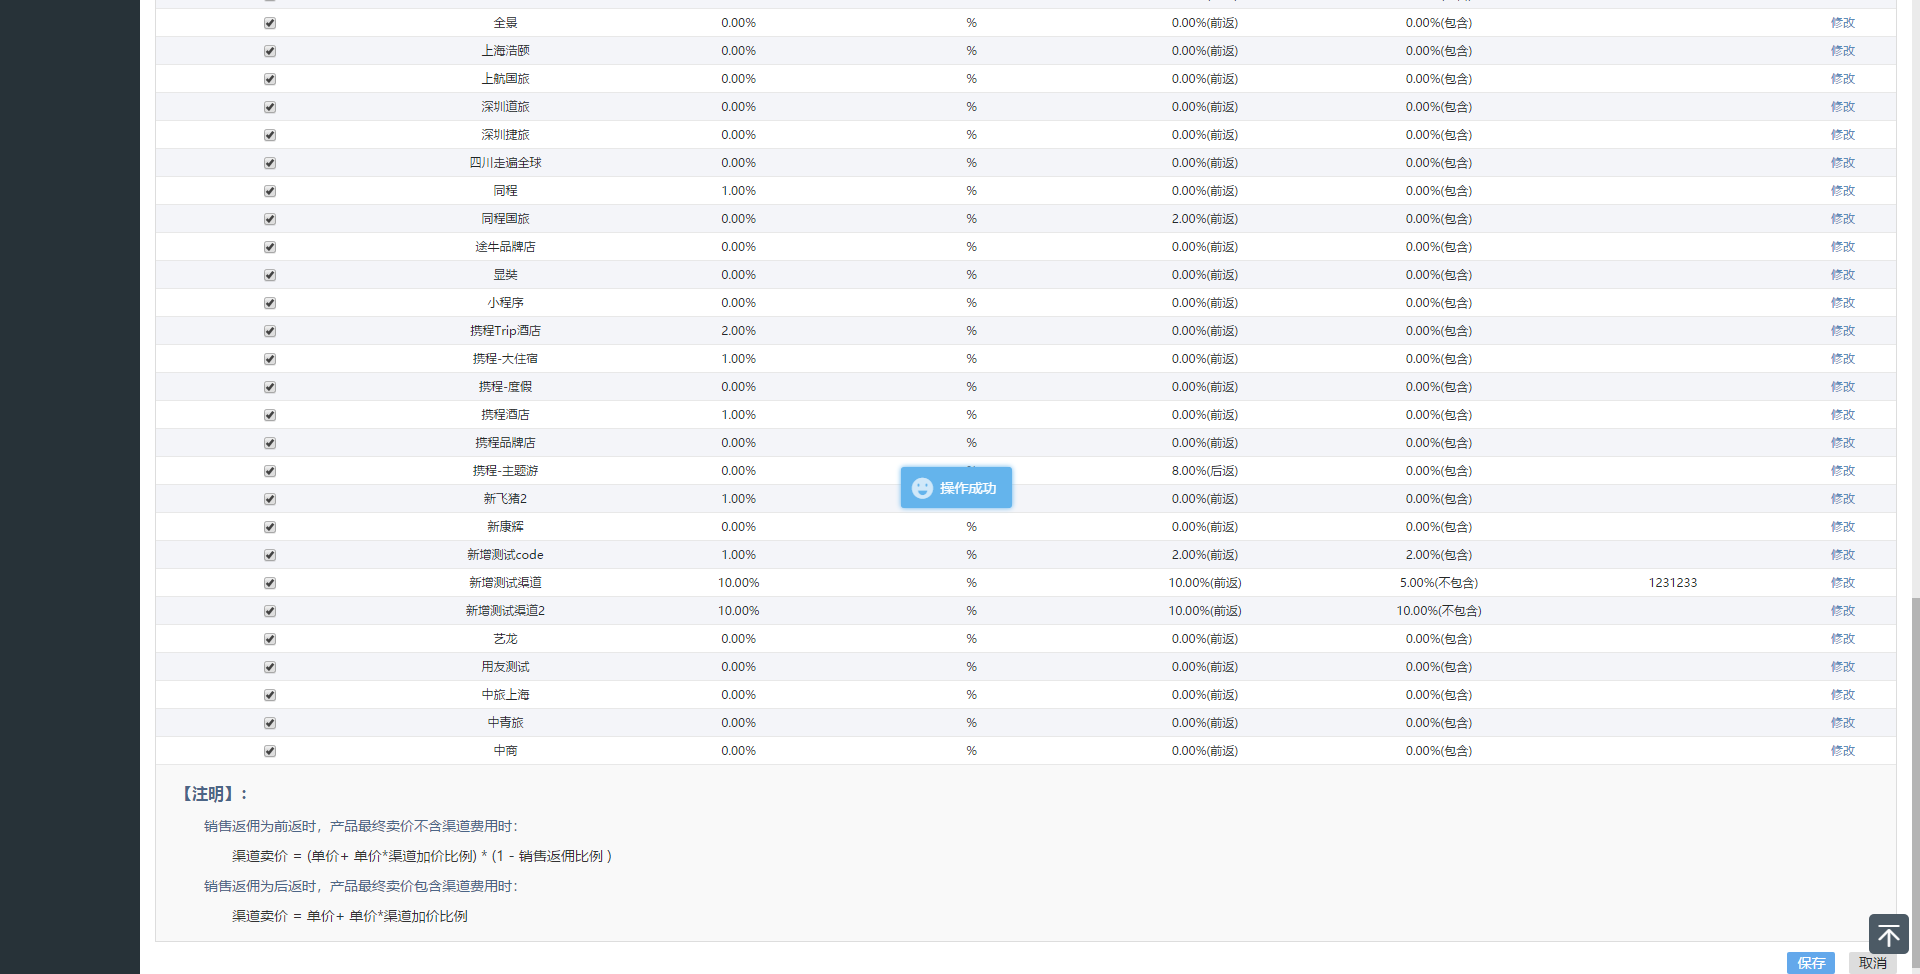 全景 0.00% % 0.00%(前返) 0.00%(包含) 修改
上海浩颐 0.00% % 0.00%(前返) 0.00%(包含) 修改
上航国旅 0.00% % 0.00%(前返) 0.00%(包含) 修改
深圳道旅 0.00% % 0.00%(前返) 0.00%(包含) 修改
深圳捷旅 0.00% % 0.00%(前返) 0.00%(包含) 修改
四川走遍全球 0.00% % 0.00%(前返) 0.00%(包含) 修改
同程 1.00% % 0.00%(前返) 0.00%(包含) 修改
同程国旅 0.00% % 2.00%(前返) 0.00%(包含) 修改
途牛品牌店 0.00% % 0.00%(前返) 0.00%(包含) 修改
显奘 0.00% % 0.00%(前返) 0.00%(包含) 修改
小程序 0.00% % 0.00%(前返) 0.00%(包含) 修改
携程Trip酒店 2.00% % 0.00%(前返) 0.00%(包含) 修改
携程-大住宿 1.00% % 0.00%(前返) 0.00%(包含) 修改
携程-度假 0.00% % 0.00%(前返) 0.00%(包含) 修改
携程酒店 1.00% % 0.00%(前返) 0.00%(包含) 修改
携程品牌店 0.00% % 0.00%(前返) 0.00%(包含) 修改
携程-主题游 0.00% 8.00%(后返) 0.00%(包含) 修改
操作成功
新飞猪2 1.00% 0.00%(前返) 0.00%(包含) 修改
新康辉 0.00% % 0.00%(前返) 0.00%(包含) 修改
新增测试code 1.00% % 2.00%(前返) 2.00%(包含) 修改
新增测试渠道 10.00% % 10.00%(前返) 5.00%(不包含) 1231233 修改
新增测试渠道2 10.00% % 10.00%(前返) 10.00%(不包含) 修改
艺龙 0.00% % 0.00%(前返) 0.00%(包含) 修改
用友测试 0.00% % 0.00%(前返) 0.00%(包含) 修改
中旅上海 0.00% % 0.00%(前返) 0.00%(包含) 修改
中青旅 0.00% % 0.00%(前返) 0.00%(包含) 修改
中商 0.00% % 0.00%(前返) 0.00%(包含) 修改
【注明】:
销售返佣为前返时，产品最终卖价不含渠道费用时：
渠道卖价 = (单价+ 单价*渠道加价比例) * (1 - 销售返佣比例 )
销售返佣为后返时，产品最终卖价包含渠道费用时：
渠道卖价 = 单价+ 单价*渠道加价比例
保存 取消